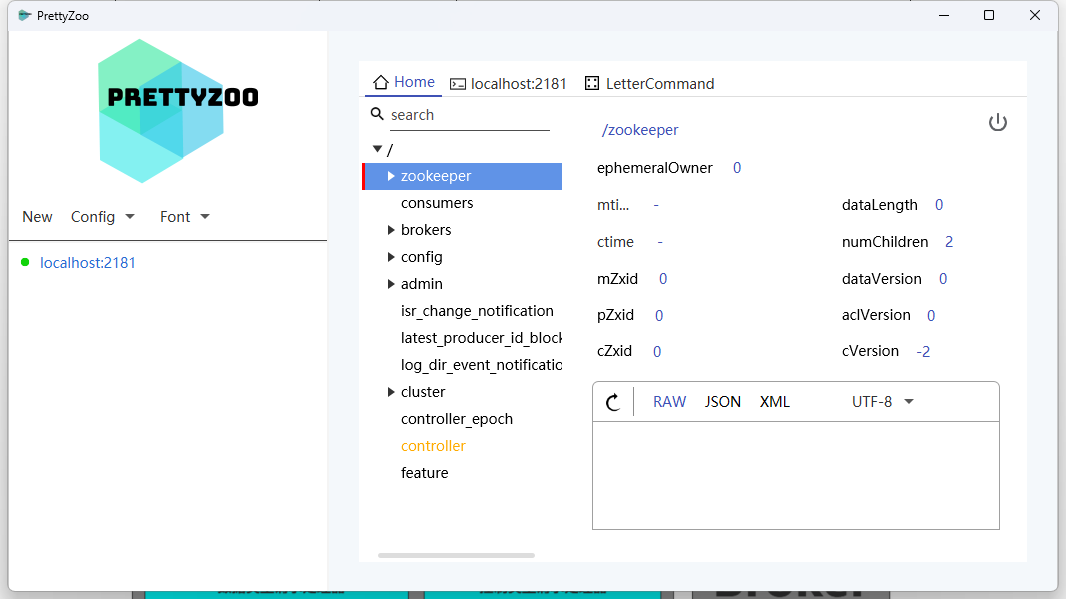 PrettyZoo
PRETTYZOO
New Config Font
localhost:2181
Home localhost:2181 LetterCommand
search
/
zookeeper
consumers
brokers
config
admin
isr_change_notification
latest_producer_id_block
log_dir_event_notificatio
cluster
controller_epoch
controller
feature
/zookeeper
ephemeralOwner 0
mti... -
dataLength 0
ctime -
numChildren 2
mZxid 0
dataVersion 0
pZxid 0
aclVersion 0
cZxid 0
cVersion -2
RAW JSON XML UTF-8